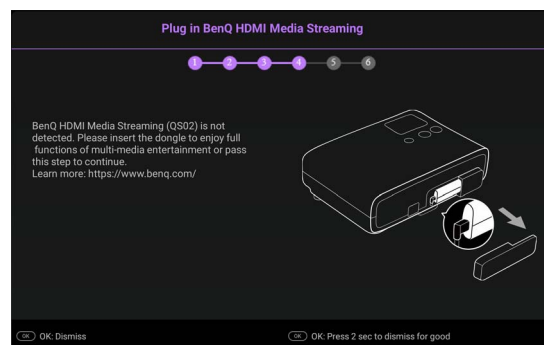 Plug in BenQ HDMI Media Streaming
1 2 3 4 5 6
BenQ HDMI Media Streaming (QS02) is not
detected. Please insert the dongle to enjoy full
functions of multi-media entertainment or pass
this step to continue.
Learn more: https://www.benq.com/
OK OK: Dismiss
OK OK: Press 2 sec to dismiss for good